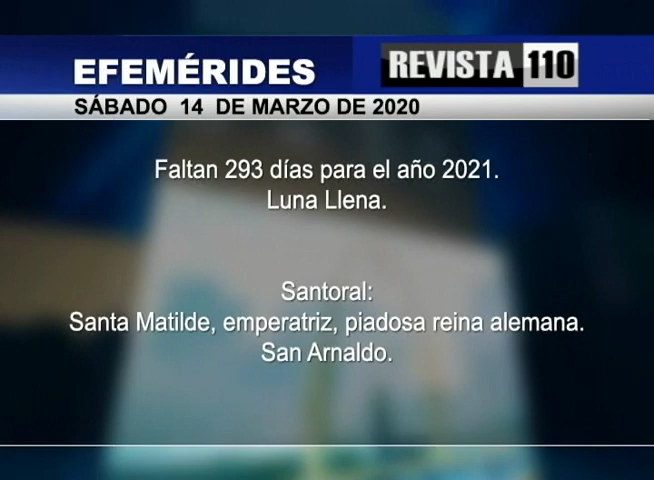 EFEMÉRIDES
REVISTA 110
SÁBADO 14 DE MARZO DE 2020
Faltan 293 días para el año 2021.
Luna Llena.
Santoral:
Santa Matilde, emperatriz, piadosa reina alemana.
San Arnaldo.